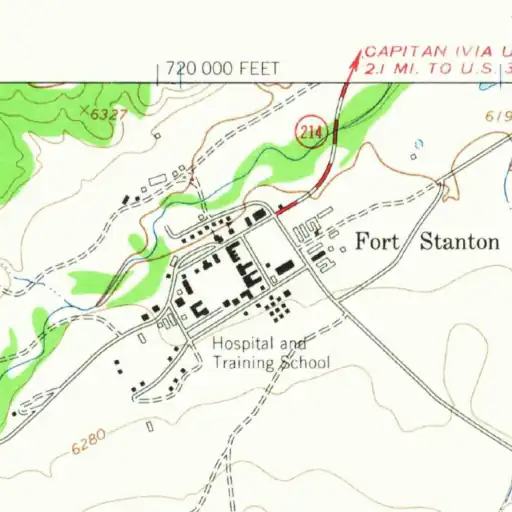 CAPITAN (VIA U
720 000 FEET
2.1 MI. TO U.S. 3
6327
214
619
Fort Stanton
Hospital and
Training School
6280